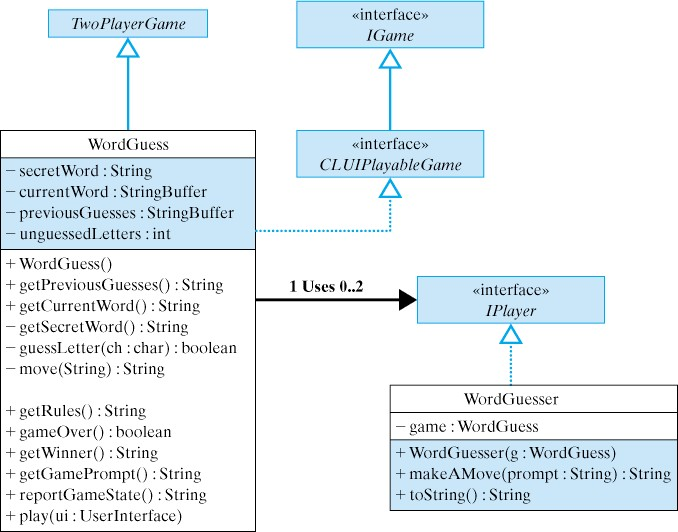 TwoPlayerGame
«interface»
IGame
WordGuess
− secretWord : String
− currentWord : StringBuffer
− previousGuesses : StringBuffer
− unguessedLetters : int
+ WordGuess()
+ getPreviousGuesses() : String
+ getCurrentWord() : String
− getSecretWord() : String
− guessLetter(ch : char) : boolean
− move(String) : String
+ getRules() : String
+ gameOver() : boolean
+ getWinner() : String
+ getGamePrompt() : String
+ reportGameState() : String
+ play(ui : UserInterface)
«interface»
CLUIPlayableGame
1 Uses 0..2
«interface»
IPlayer
WordGuesser
− game : WordGuess
+ WordGuesser(g : WordGuess)
+ makeAMove(prompt : String) : String
+ toString() : String